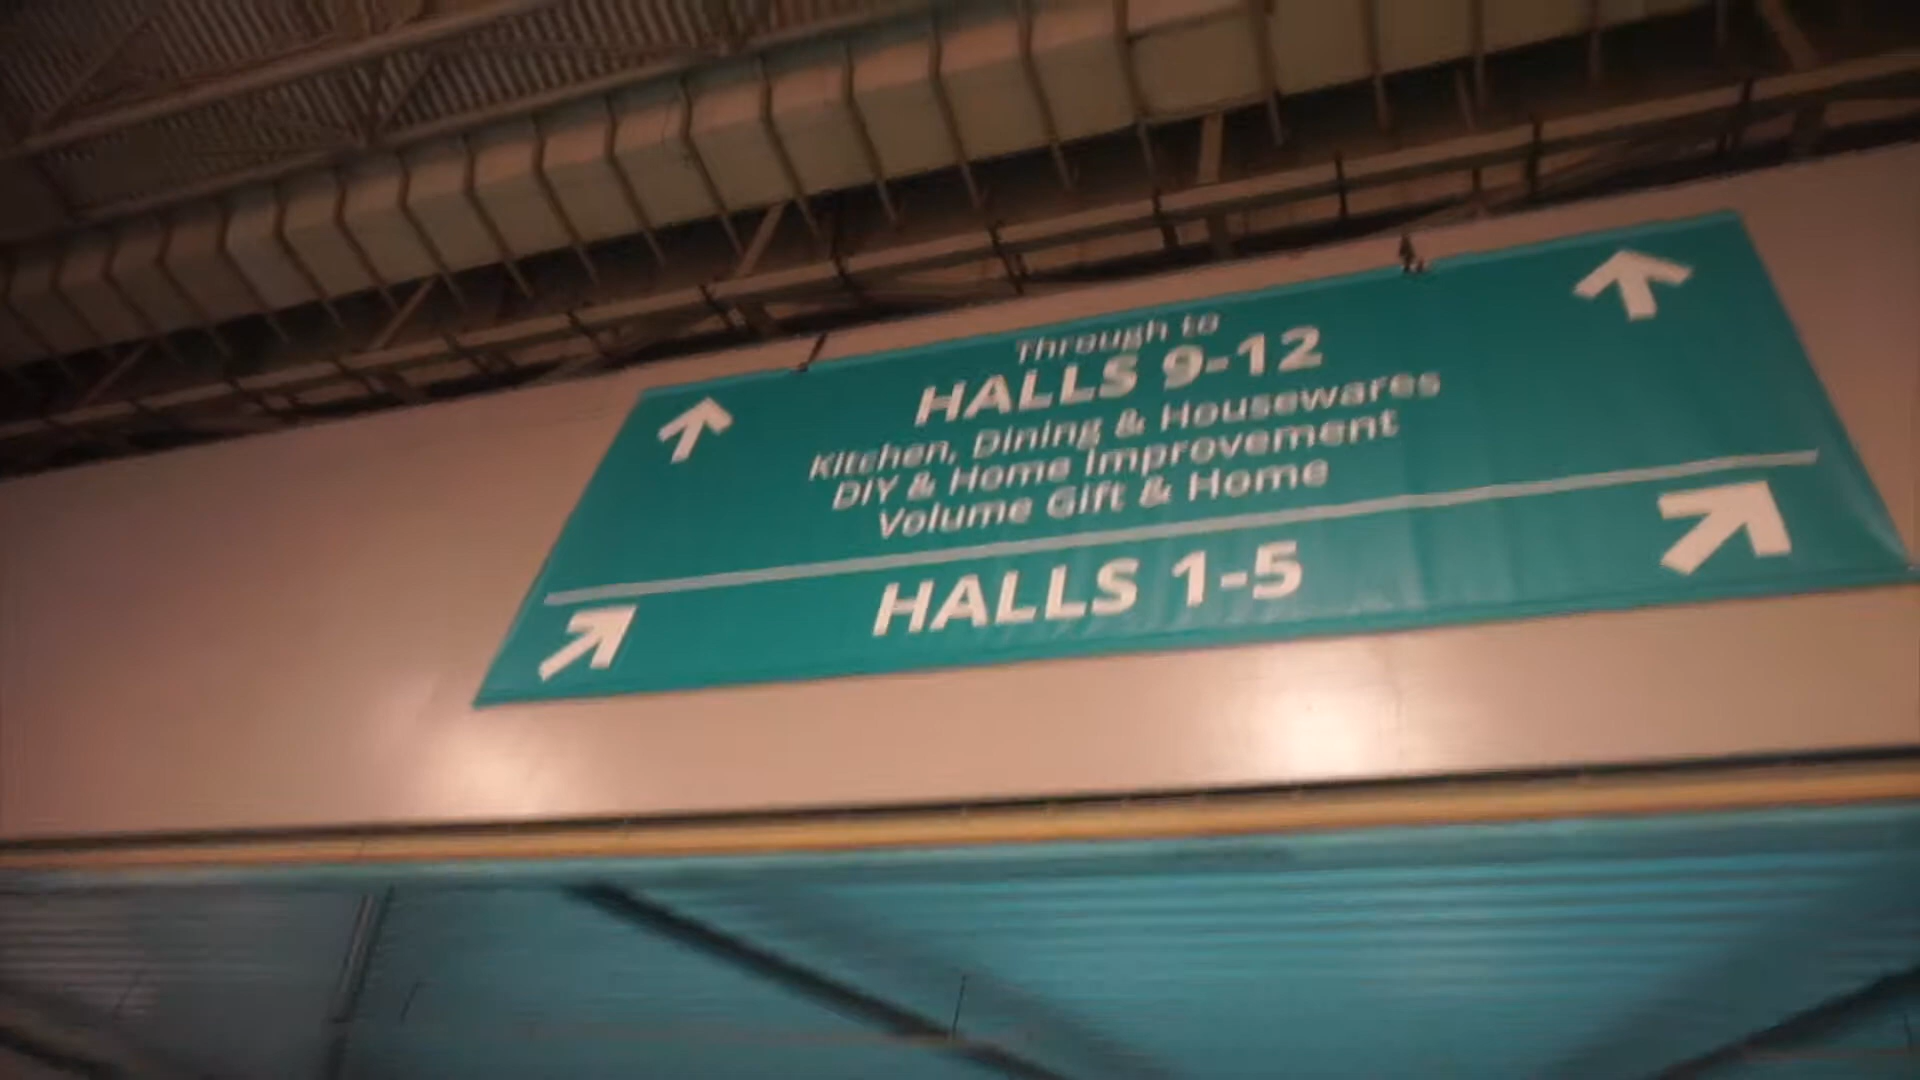 Through to
HALLS 9-12
Kitchen, Dining & Housewares
DIY & Home Improvement
Volume Gift & Home
HALLS 1-5